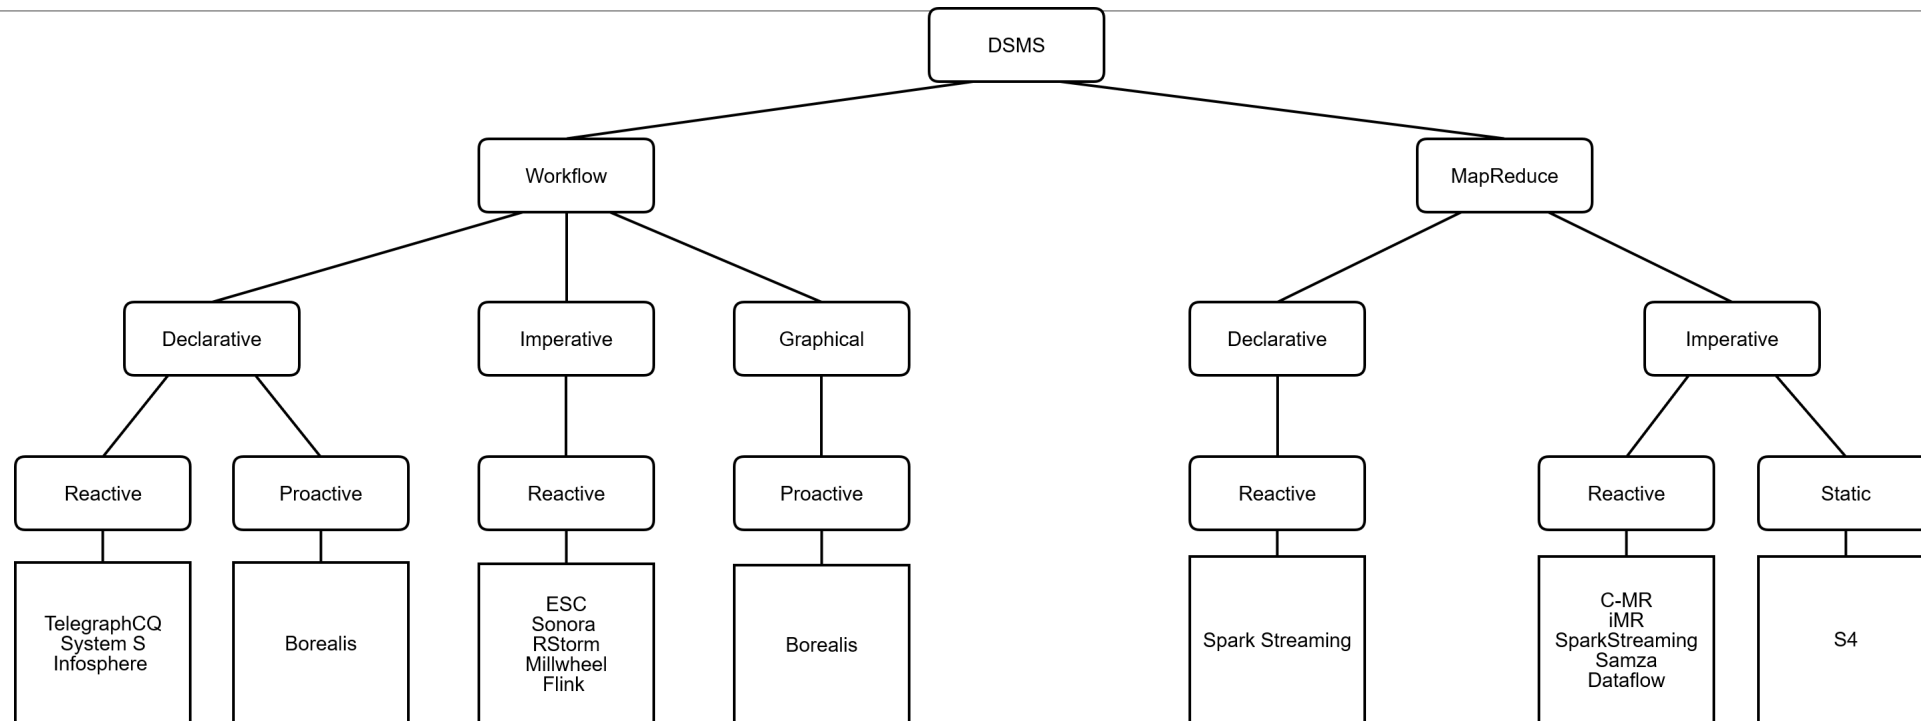 DSMS
Workflow
MapReduce
Declarative
Imperative
Graphical
Declarative
Imperative
Reactive
Proactive
Reactive
Proactive
Reactive
Reactive
Static
TelegraphCQ
System S
Infosphere
Borealis
ESC
Sonora
RStorm
Millwheel
Flink
Borealis
Spark Streaming
C-MR
iMR
SparkStreaming
Samza
Dataflow
S4